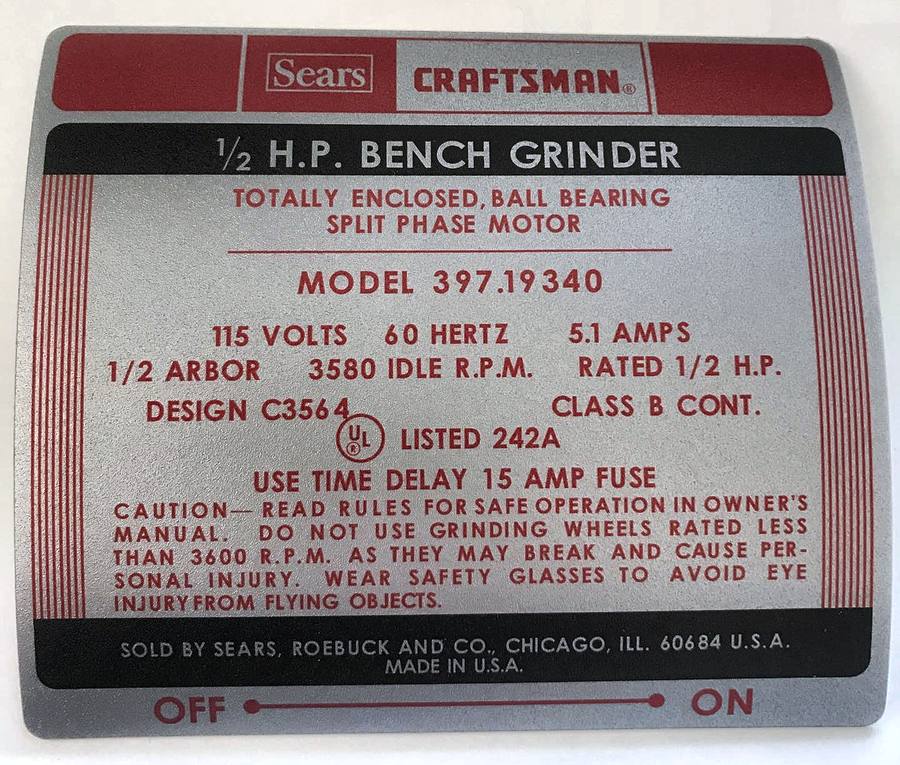 Sears CRAFTSMAN®
1/2 H.P. BENCH GRINDER
TOTALLY ENCLOSED, BALL BEARING
SPLIT PHASE MOTOR
MODEL 397.19340
115 VOLTS 60 HERTZ 5.1 AMPS
1/2 ARBOR 3580 IDLE R.P.M. RATED 1/2 H.P.
DESIGN C3564 CLASS B CONT.
UL® LISTED 242A
USE TIME DELAY 15 AMP FUSE
CAUTION— READ RULES FOR SAFE OPERATION IN OWNER'S
MANUAL. DO NOT USE GRINDING WHEELS RATED LESS
THAN 3600 R.P.M. AS THEY MAY BREAK AND CAUSE PER-
SONAL INJURY. WEAR SAFETY GLASSES TO AVOID EYE
INJURY FROM FLYING OBJECTS.
SOLD BY SEARS, ROEBUCK AND CO., CHICAGO, ILL. 60684 U.S.A.
MADE IN U.S.A.
OFF ON